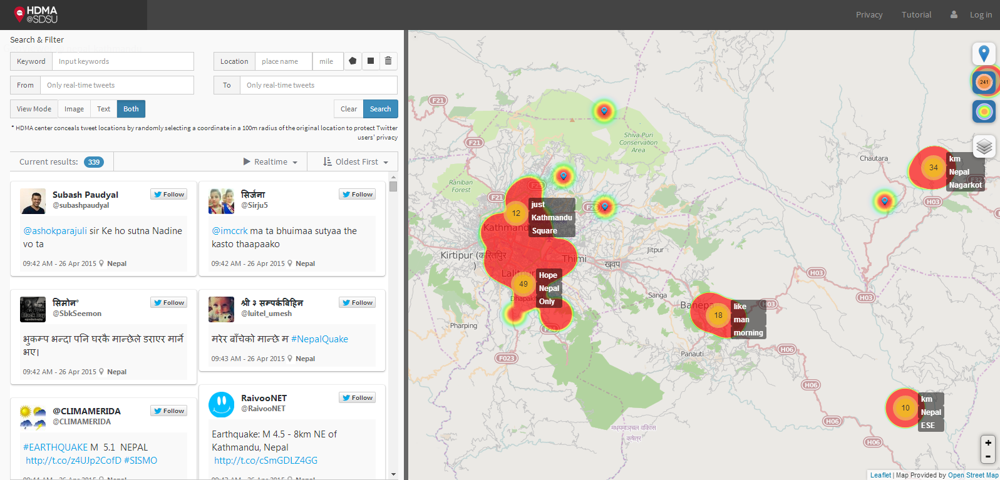 HDMA
@SDSU
Privacy
Tutorial
Log in
Search & Filter
Keyword
Input keywords
Location
place name
mile
From
Only real-time tweets
To
Only real-time tweets
View Mode
Image
Text
Both
Clear
Search
* HDMA center conceals tweet locations by randomly selecting a coordinate in a 100m radius of the original location to protect Twitter
users' privacy
Current results: 339
Realtime
Oldest First
Subash Paudyal
@subashpaudyal
Follow
@ashokparajuli sir Ke ho sutna Nadine
vo ta
09:42 AM - 26 Apr 2015 Nepal
सिर्जना
@Sirju5
Follow
@imccrk ma ta bhuimaa sutyaa the
kasto thaapaako
09:42 AM - 26 Apr 2015 Nepal
सिमोन°
@SbkSeemon
Follow
भुकम्प भन्दा पनि घरकै मान्छेले डराएर मार्ने
भए।
09:42 AM - 26 Apr 2015 Nepal
श्री ३ सम्पर्कविहिन
@luitel_umesh
Follow
मरेर बाँचेको मान्छे म #NepalQuake
09:43 AM - 26 Apr 2015 Nepal
@CLIMAMERIDA
@CLIMAMERIDA
Follow
#EARTHQUAKE M 5.1 NEPAL
http://t.co/z4UJp2CofD #SISMO
RaivooNET
@RaivooNET
Follow
Earthquake: M 4.5 - 8km NE of
Kathmandu, Nepal
http://t.co/cSmGDLZ4GG
F21
F21
Shiva Puri
Conservation
Area
241
Chautara
34
km
Nepal
Nagarkot
F32
H03
Raniban
Forest
F21
12
just
Kathmandu
Square
Kathmandu
Kirtipur (कीर्तिपुर
)
Thimi
ख्वप
Jitpur
H03
Lalitpur
49
Hope
Nepal
Only
Dhapakhel
Sanga
H03
Banepa
18
like
man
morning
H03
Pharping
F023
Panauti
H06
H06
10
km
Nepal
ESE
H06
H06
मध्यमाञ्चल विकास
क्षेत्र
+
-
Leaflet | Map Provided by Open Street Map